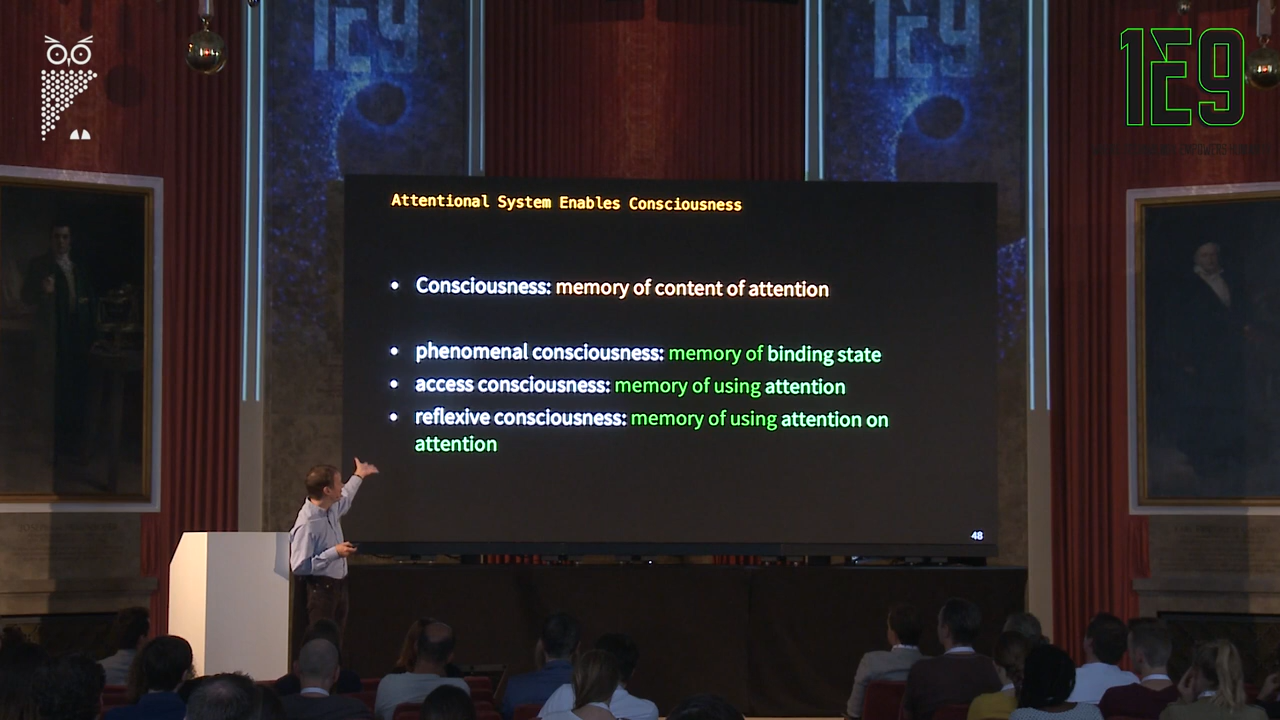 1E9
1E9
1E9
Attentional System Enables Consciousness
• Consciousness: memory of content of attention
• phenomenal consciousness: memory of binding state
• access consciousness: memory of using attention
• reflexive consciousness: memory of using attention on
attention
48